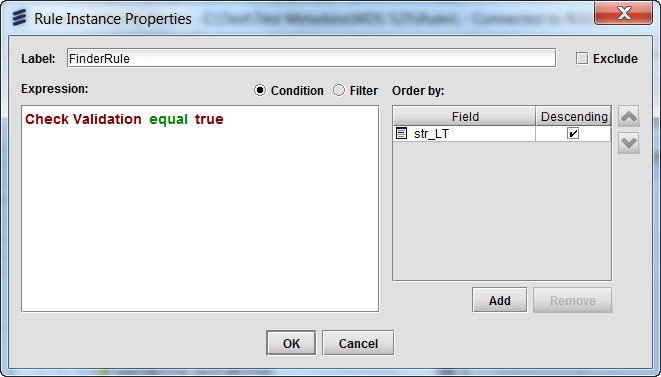 Rule Instance Properties
Label: FinderRule Exclude
Expression: Condition Filter Order by:
Check Validation equal true
Field Descending
str_LT
Add Remove
OK Cancel